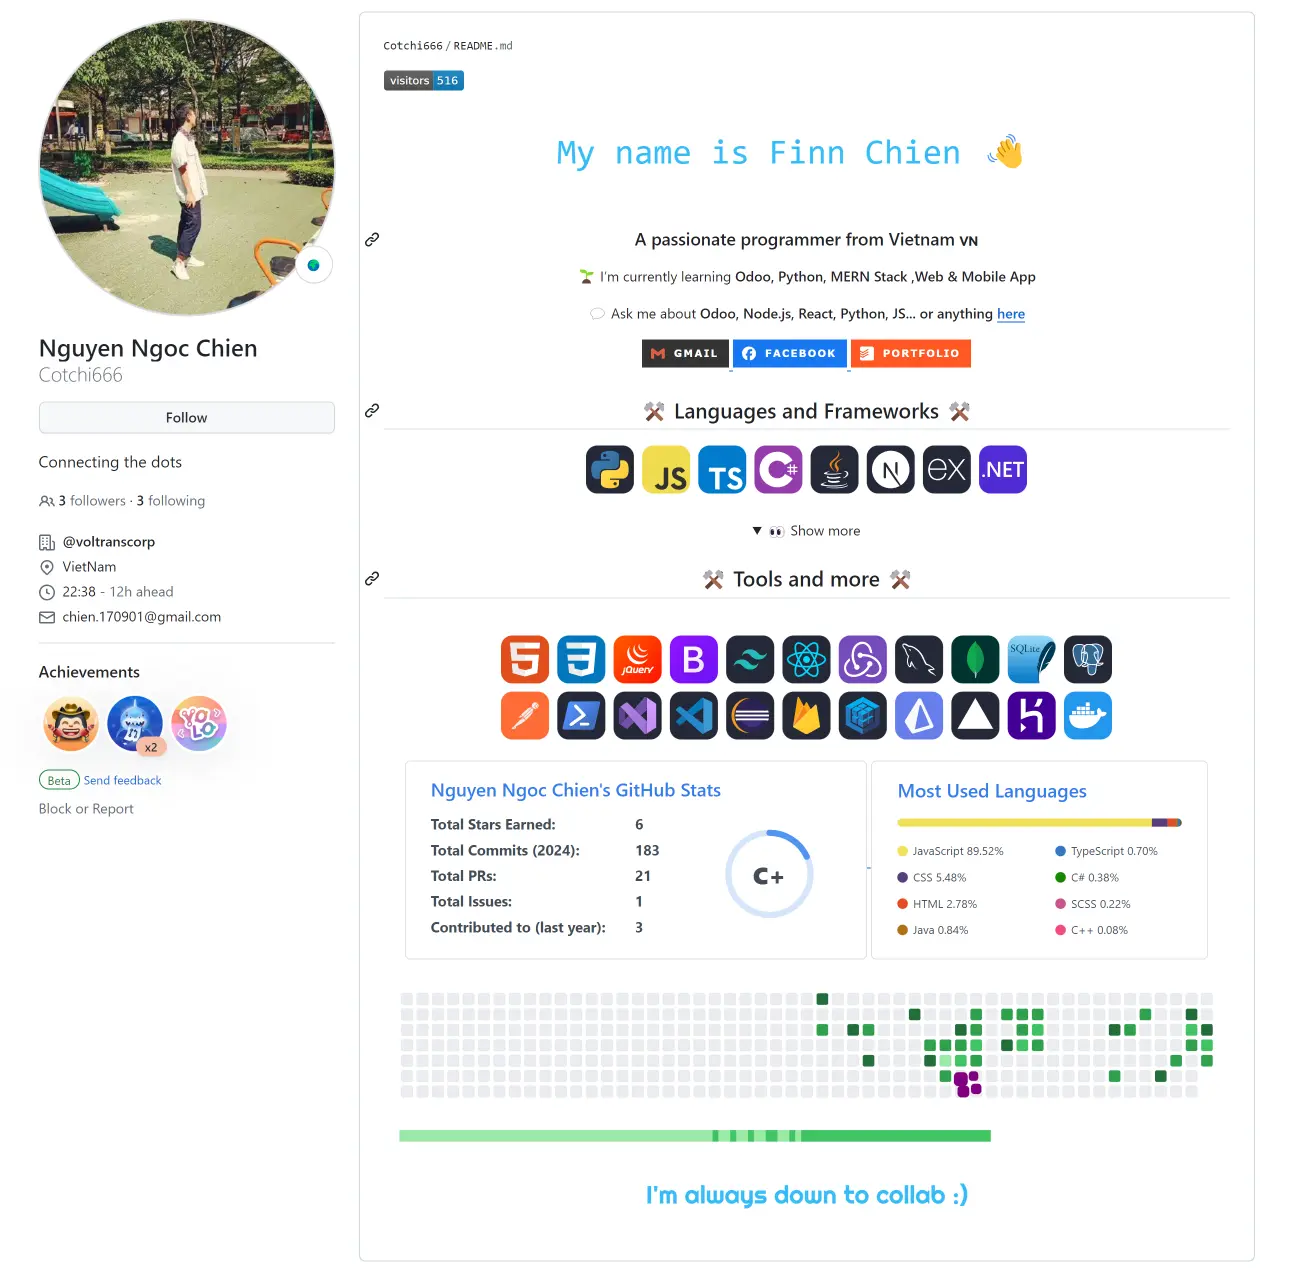 Nguyen Ngoc Chien
Cotchi666
Follow
Connecting the dots
3 followers · 3 following
@voltranscorp
VietNam
22:38 - 12h ahead
chien.170901@gmail.com
Achievements
YOLO
x2
Beta Send feedback
Block or Report
Cotchi666/README.md
visitors 516
My name is Finn Chien 👋
A passionate programmer from Vietnam VN
🌱 I'm currently learning Odoo, Python, MERN Stack ,Web & Mobile App
💬 Ask me about Odoo, Node.js, React, Python, JS... or anything here
GMAIL FACEBOOK PORTFOLIO
⚒️ Languages and Frameworks ⚒️
JS TS C# N EX .NET
▼ 👀 Show more
⚒️ Tools and more ⚒️
5 3 jQuery B SQLite
Nguyen Ngoc Chien's GitHub Stats
Total Stars Earned: 6
Total Commits (2024): 183
Total PRs: 21
Total Issues: 1
Contributed to (last year): 3
C+
Most Used Languages
JavaScript 89.52%
CSS 5.48%
HTML 2.78%
Java 0.84%
TypeScript 0.70%
C# 0.38%
SCSS 0.22%
C++ 0.08%
I'm always down to collab :)